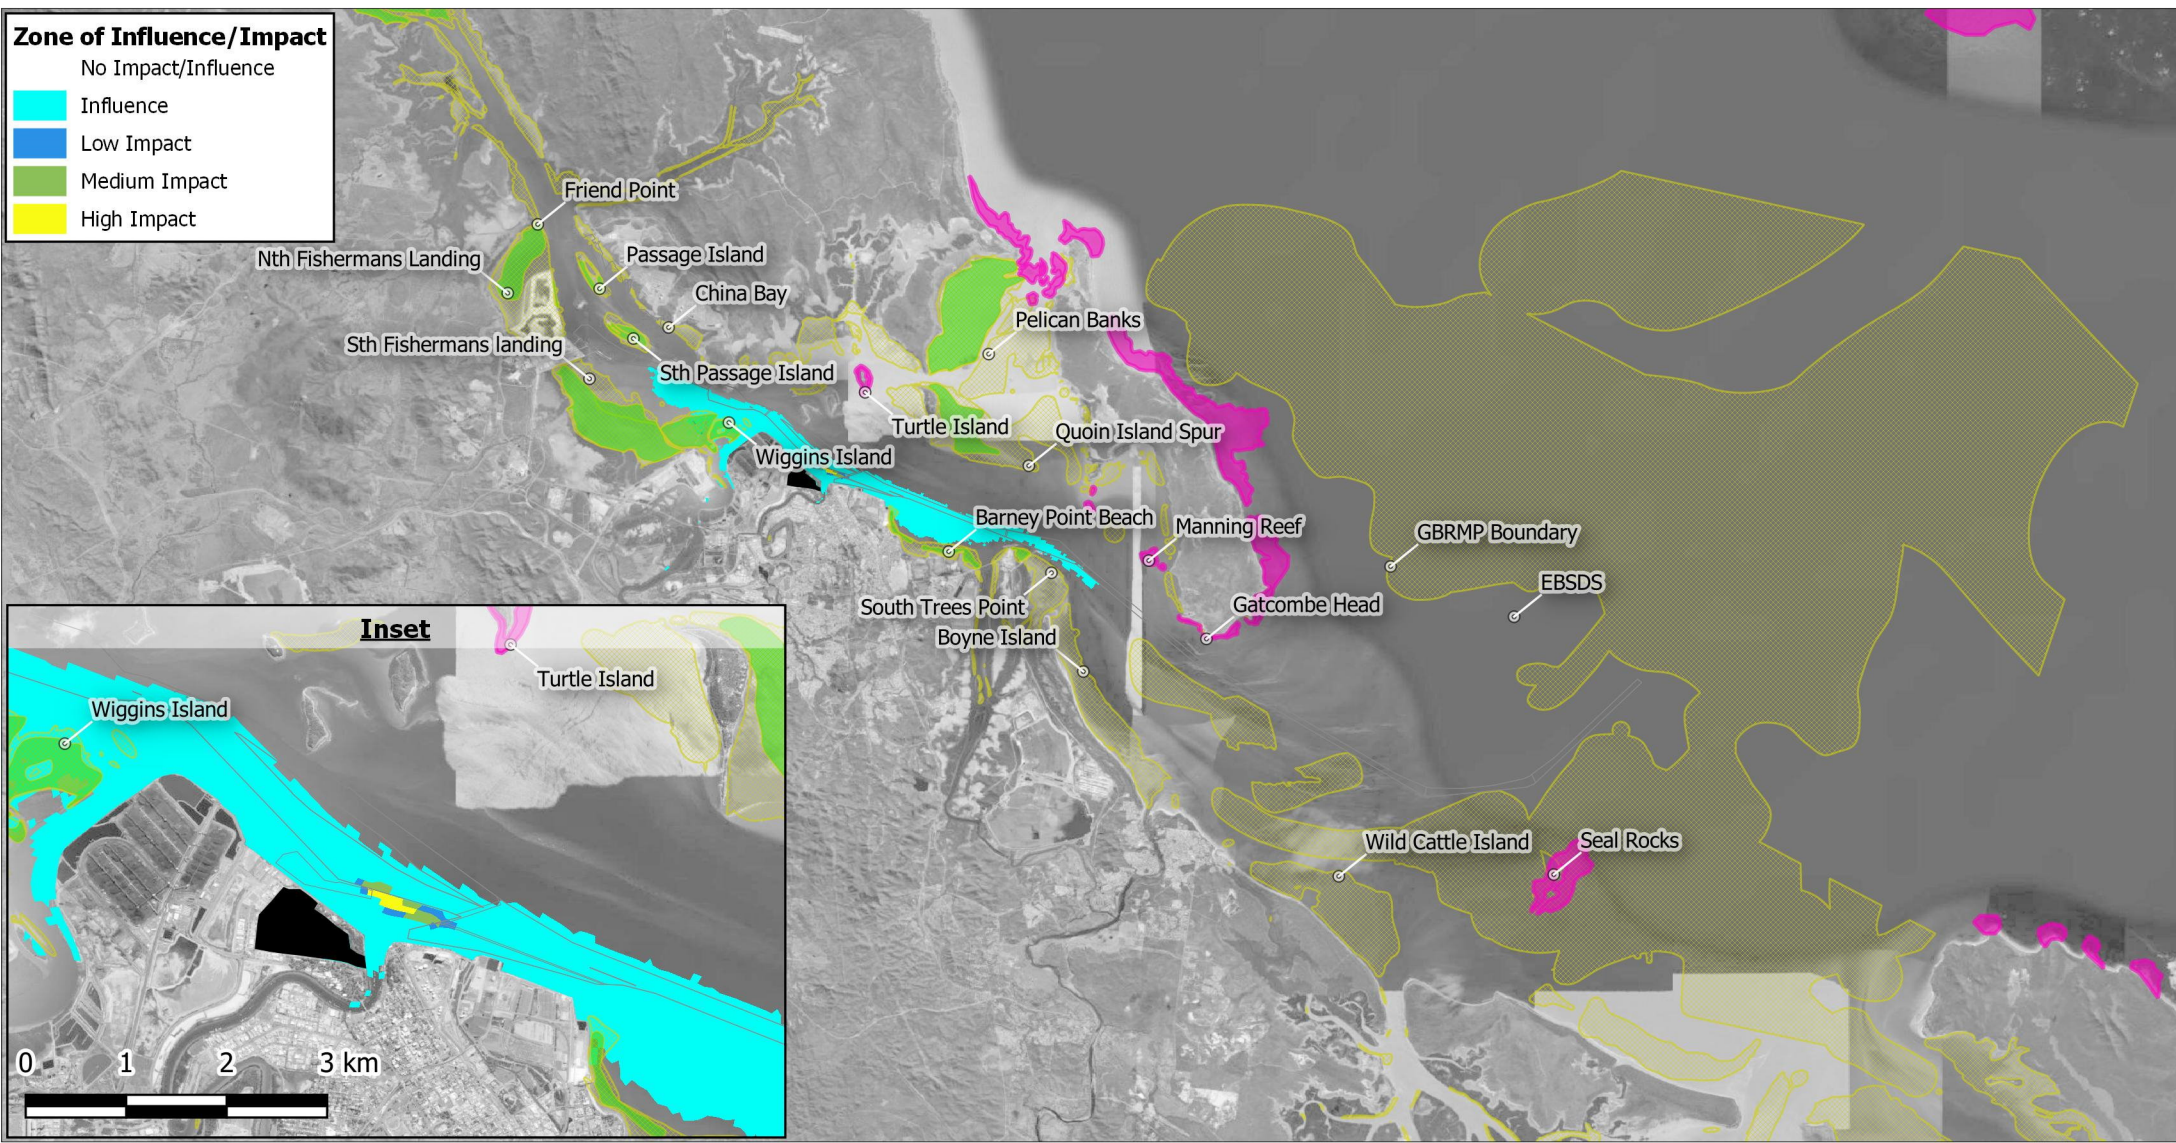 Zone of Influence/Impact
No Impact/Influence
Influence
Low Impact
Medium Impact
High Impact
Friend Point
Nth Fishermans Landing
Passage Island
China Bay
Pelican Banks
Sth Fishermans landing
Sth Passage Island
Turtle Island
Quoin Island Spur
Wiggins Island
Barney Point Beach
Manning Reef
GBRMP Boundary
EBSDS
South Trees Point
Gatcombe Head
Boyne Island
Wild Cattle Island
Seal Rocks
Inset
Turtle Island
Wiggins Island
0 1 2 3 km